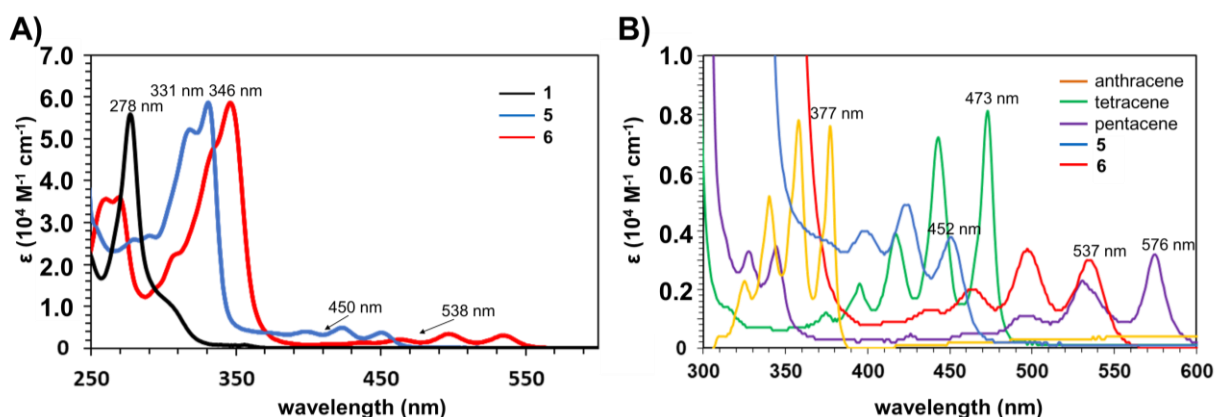 A)
7.0
6.0
5.0
4.0
3.0
2.0
1.0
0
ε (10⁴ M⁻¹ cm⁻¹)
278 nm
331 nm
346 nm
450 nm
538 nm
1
5
6
250
350
450
550
wavelength (nm)
B)
1.0
0.8
0.6
0.4
0.2
0
ε (10⁴ M⁻¹ cm⁻¹)
377 nm
473 nm
452 nm
537 nm
576 nm
anthracene
tetracene
pentacene
5
6
300
350
400
450
500
550
600
wavelength (nm)